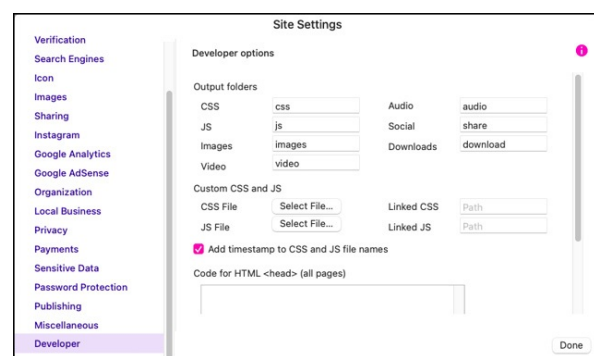 Site Settings
Verification
Search Engines
Icon
Images
Sharing
Instagram
Google Analytics
Google AdSense
Organization
Local Business
Privacy
Payments
Sensitive Data
Password Protection
Publishing
Miscellaneous
Developer
Developer options
i
Output folders
CSS css Audio audio
JS js Social share
Images images Downloads download
Video video
Custom CSS and JS
CSS File Select File... Linked CSS Path
JS File Select File... Linked JS Path
Add timestamp to CSS and JS file names
Code for HTML <head> (all pages)
Done